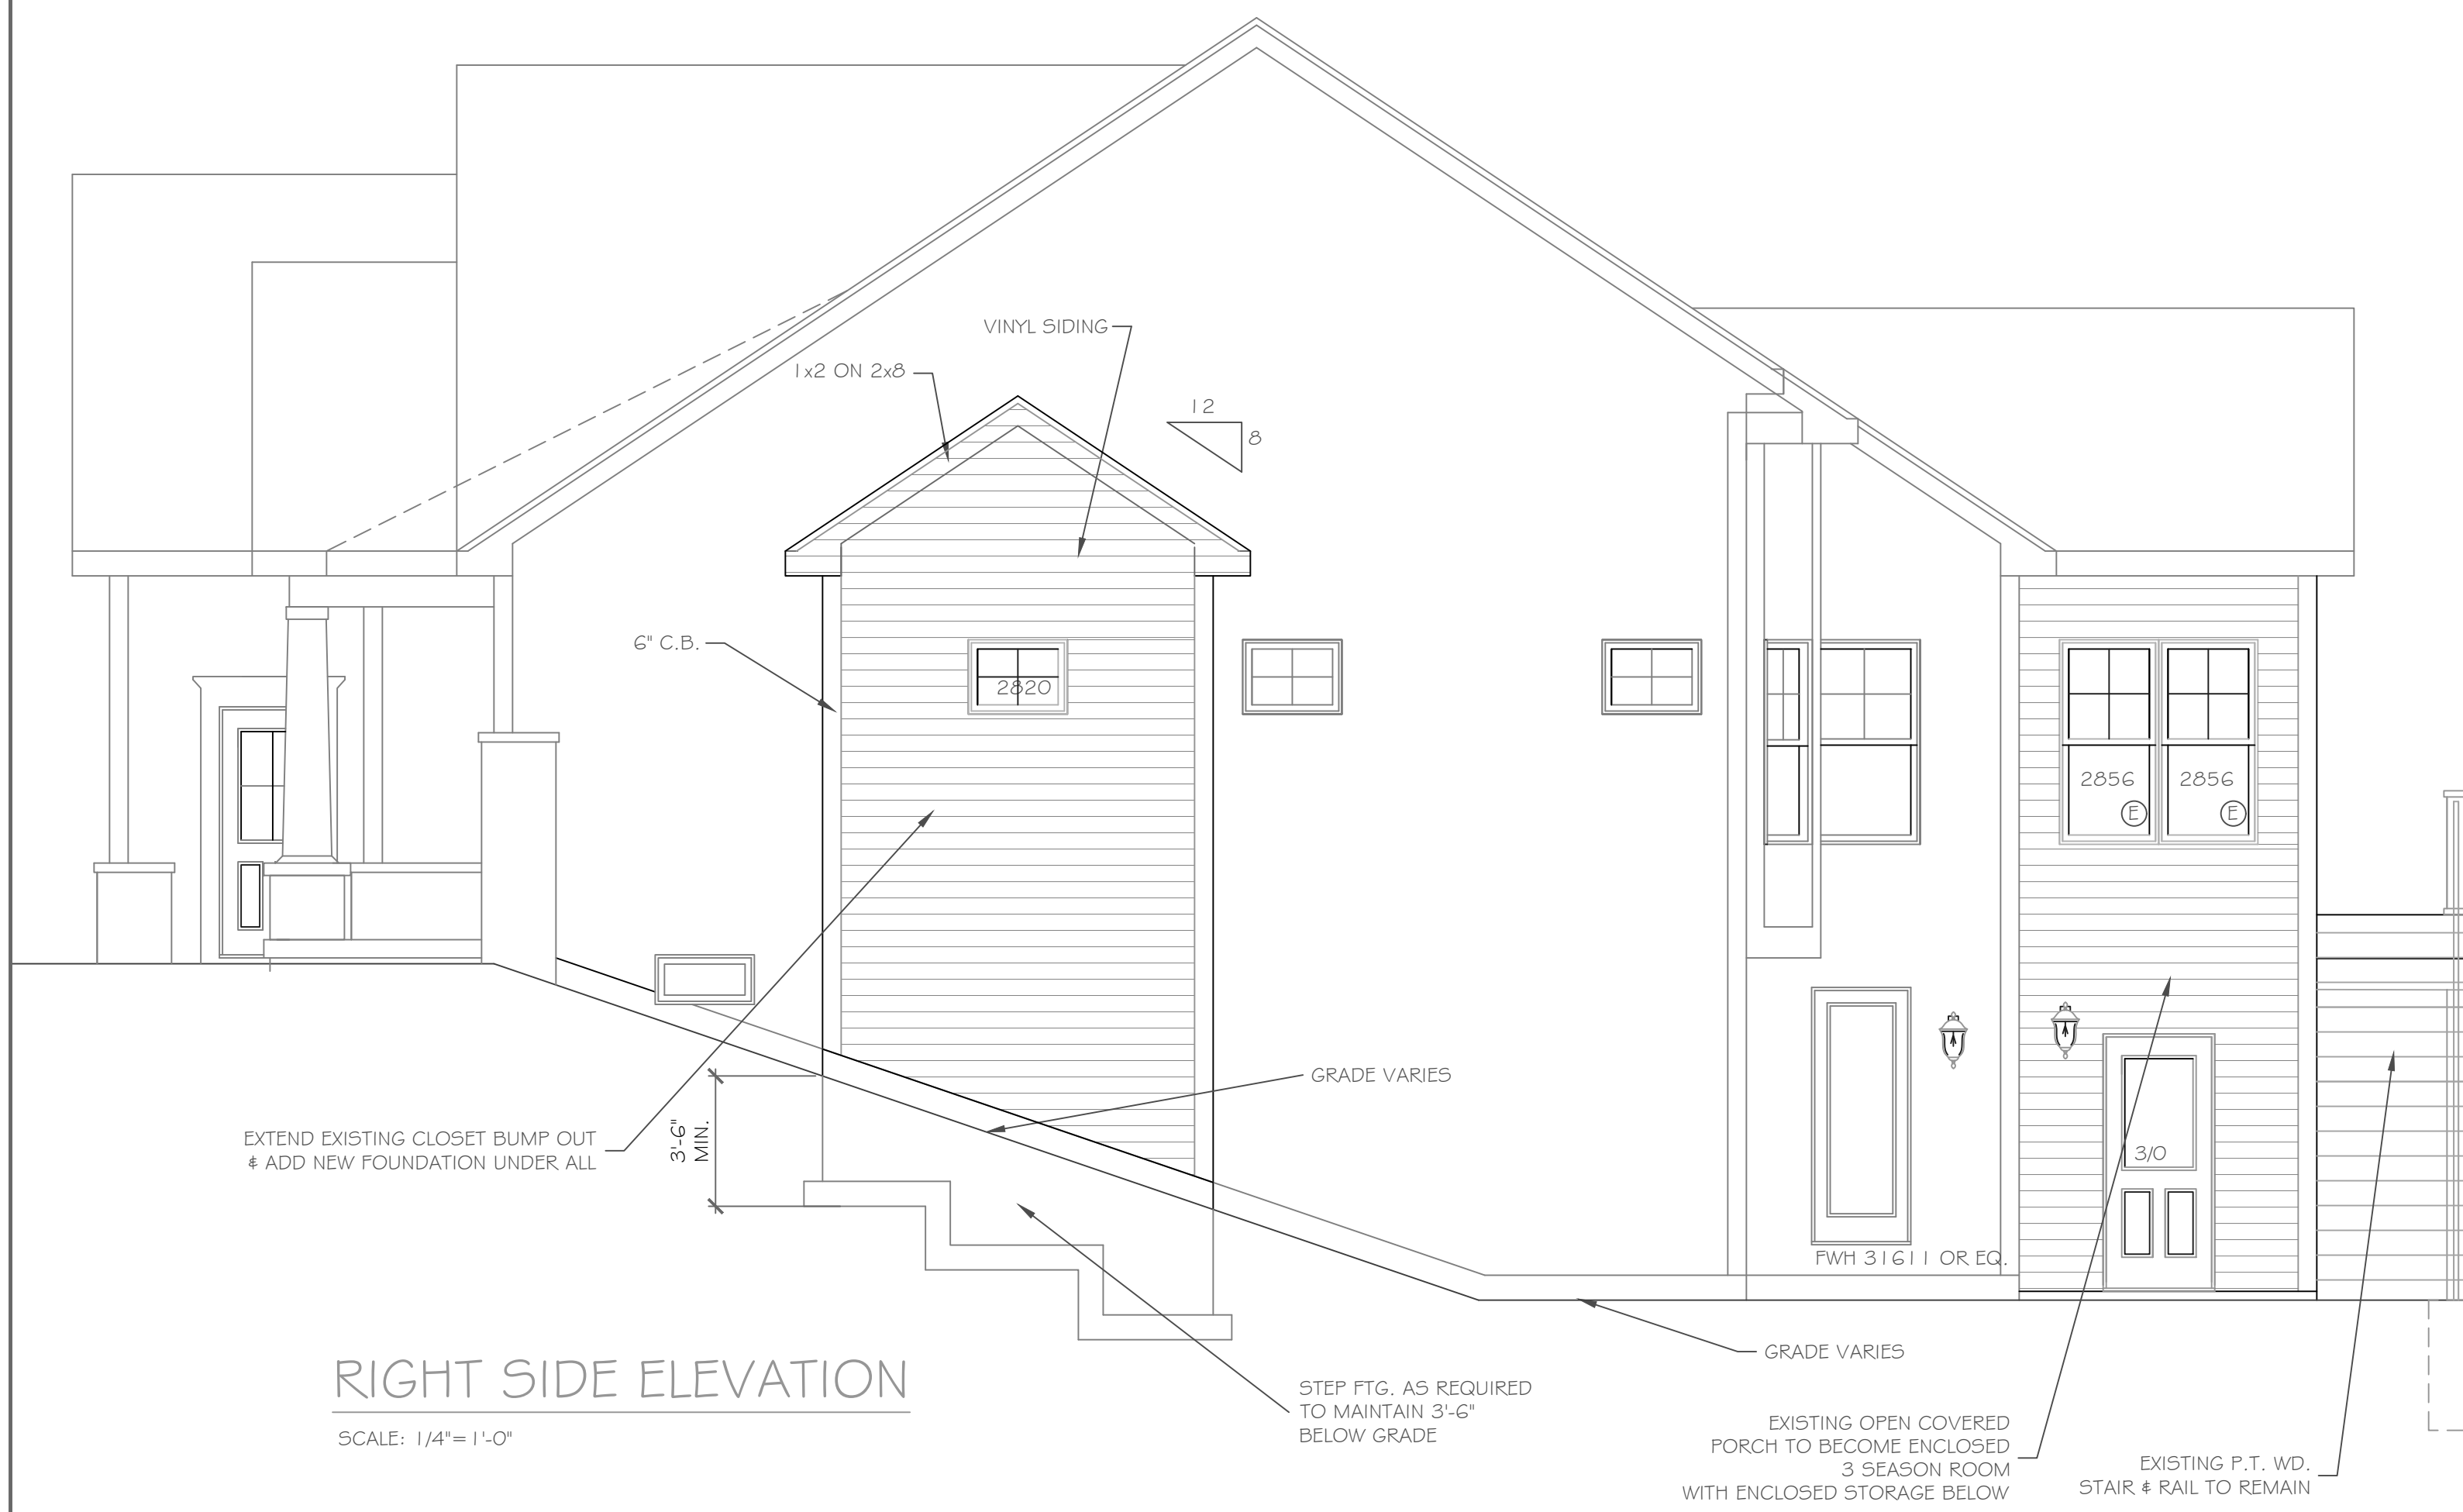 VINYL SIDING
1x2 ON 2x8
12
8
6" C.B.
2820
2856
2856
E
E
GRADE VARIES
3'-6"
MIN.
EXTEND EXISTING CLOSET BUMP OUT
& ADD NEW FOUNDATION UNDER ALL
3/0
FWH 31611 OR EQ.
GRADE VARIES
RIGHT SIDE ELEVATION
SCALE: 1/4"= 1'-0"
STEP FTG. AS REQUIRED
TO MAINTAIN 3'-6"
BELOW GRADE
EXISTING OPEN COVERED
PORCH TO BECOME ENCLOSED
3 SEASON ROOM
WITH ENCLOSED STORAGE BELOW
EXISTING P.T. WD.
STAIR & RAIL TO REMAIN